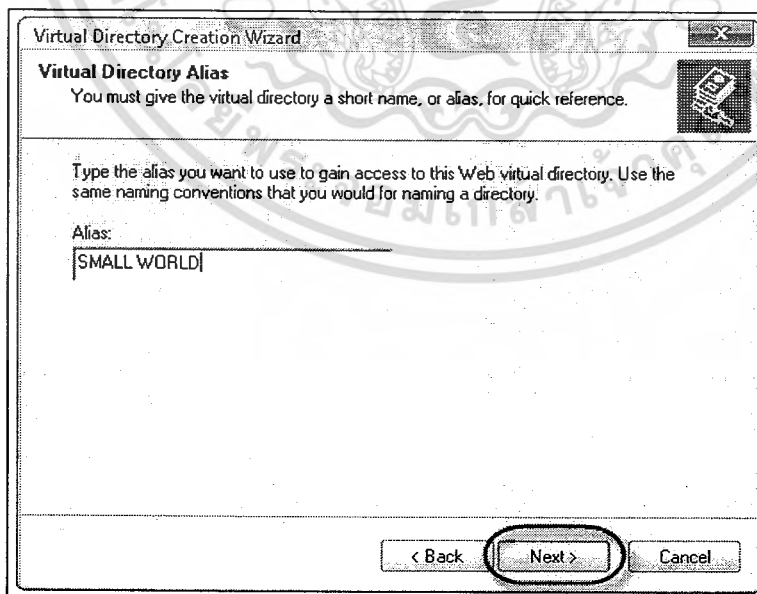 Virtual Directory Creation Wizard
Virtual Directory Alias
You must give the virtual directory a short name, or alias, for quick reference.
Type the alias you want to use to gain access to this Web virtual directory. Use the
same naming conventions that you would for naming a directory.
Alias:
SMALL WORLD
< Back
Next >
Cancel